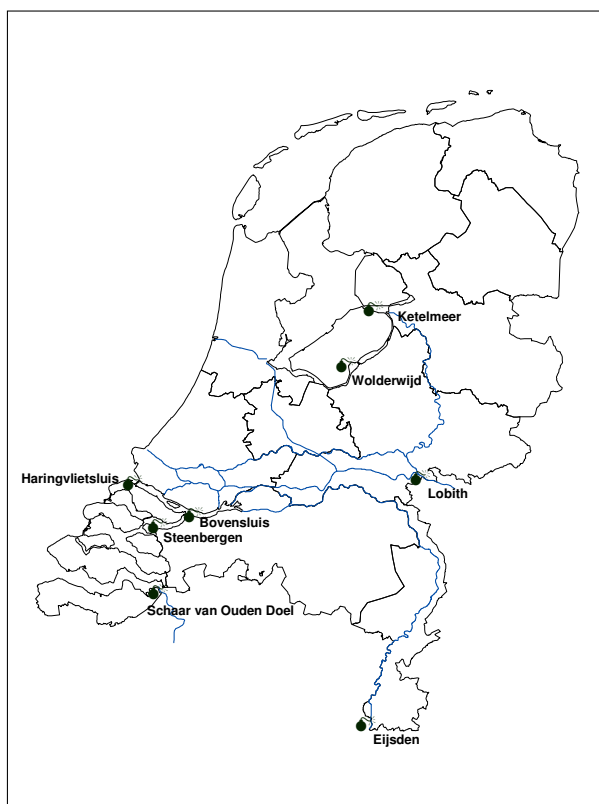 Ketelmeer
Wolderwijd
Haringvlietsluis
Lobith
Bovensluis
Steenbergen
Schaar van Ouden Doel
Eijsden